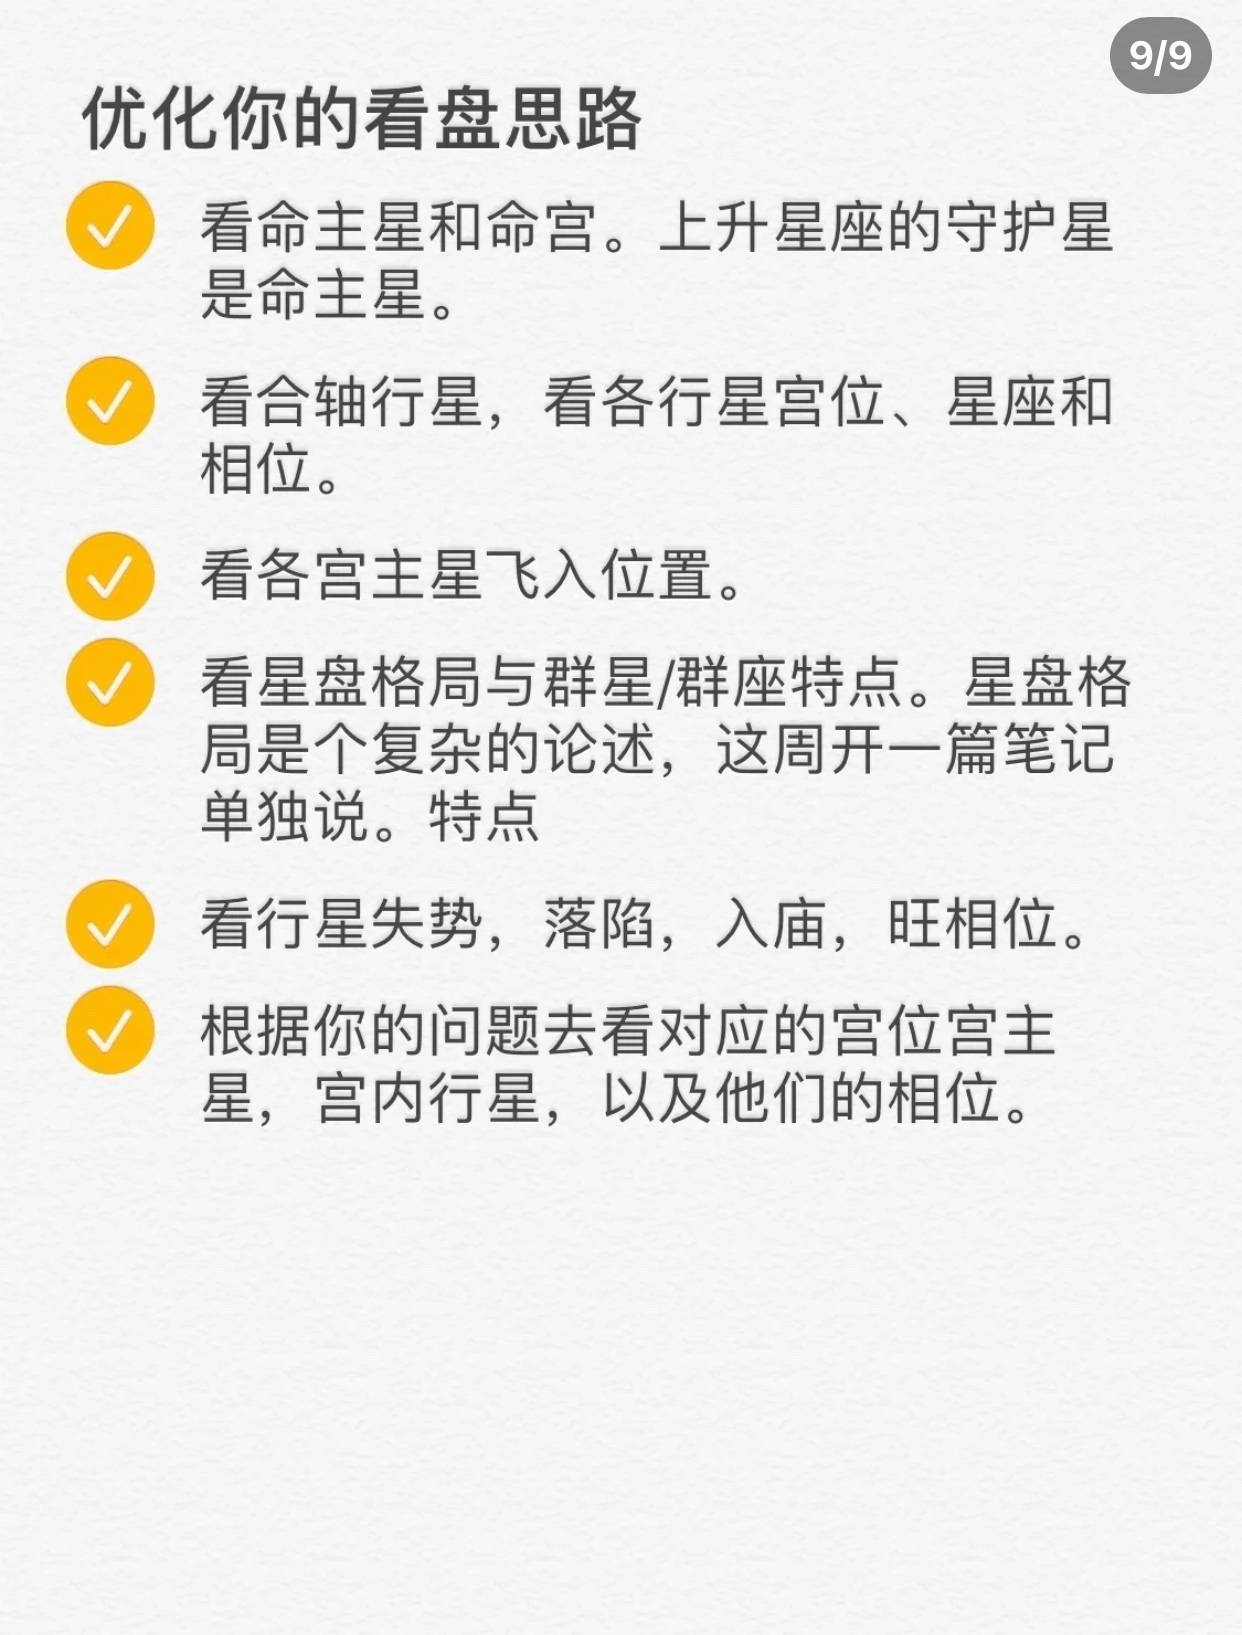 9/9
优化你的看盘思路
看命主星和命宫。上升星座的守护星
是命主星。
看合轴行星，看各行星宫位、星座和
相位。
看各宫主星飞入位置。
看星盘格局与群星/群座特点。星盘格
局是个复杂的论述，这周开一篇笔记
单独说。特点
看行星失势，落陷，入庙，旺相位。
根据你的问题去看对应的宫位宫主
星，宫内行星，以及他们的相位。